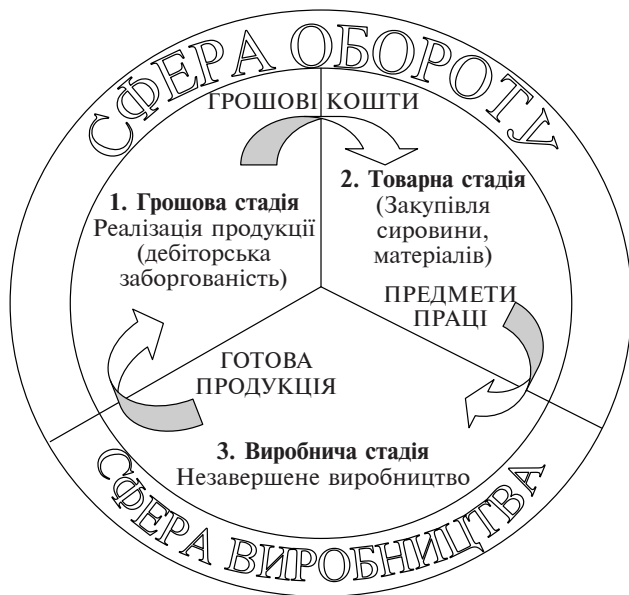 СФЕРА ОБОРОТУ
ГРОШОВІ КОШТИ
1. Грошова стадія
Реалізація продукції
(дебіторська
заборгованість)
2. Товарна стадія
(Закупівля
сировини,
матеріалів)
ПРЕДМЕТИ
ПРАЦІ
ГОТОВА
ПРОДУКЦІЯ
3. Виробнича стадія
Незавершене виробництво
СФЕРА ВИРОБНИЦТВА